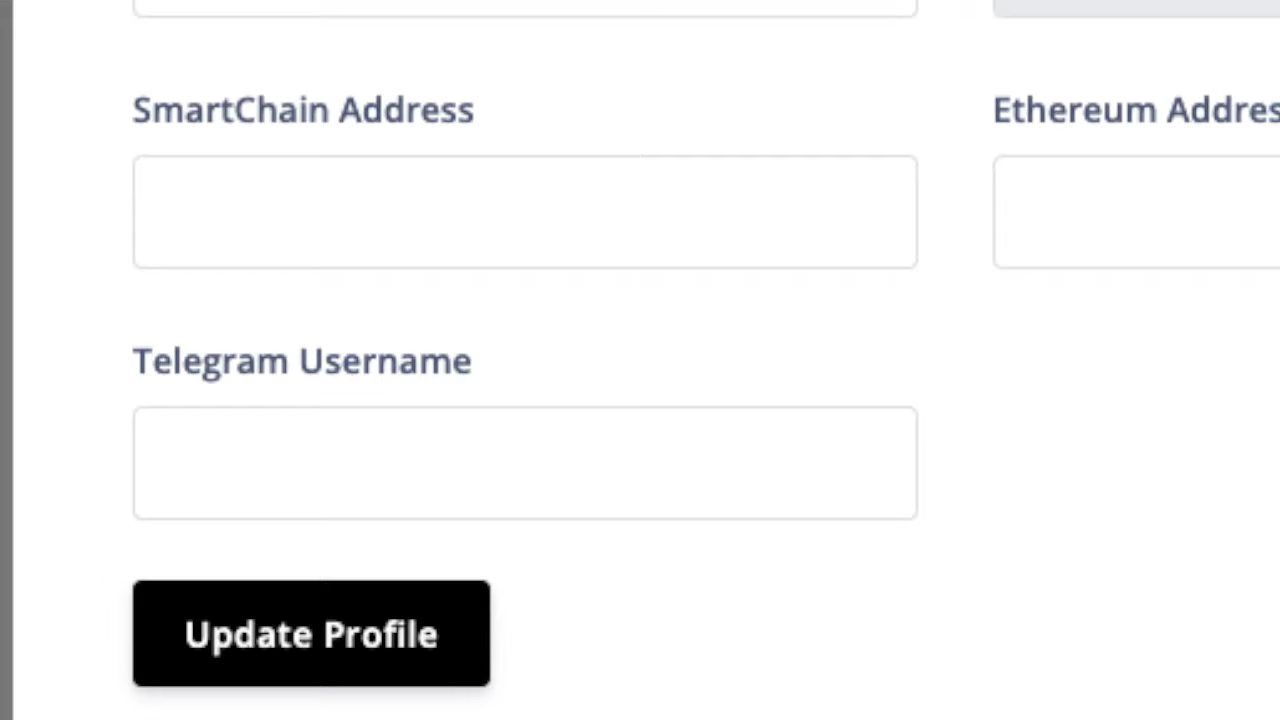 SmartChain Address
Ethereum Addres
Telegram Username
Update Profile